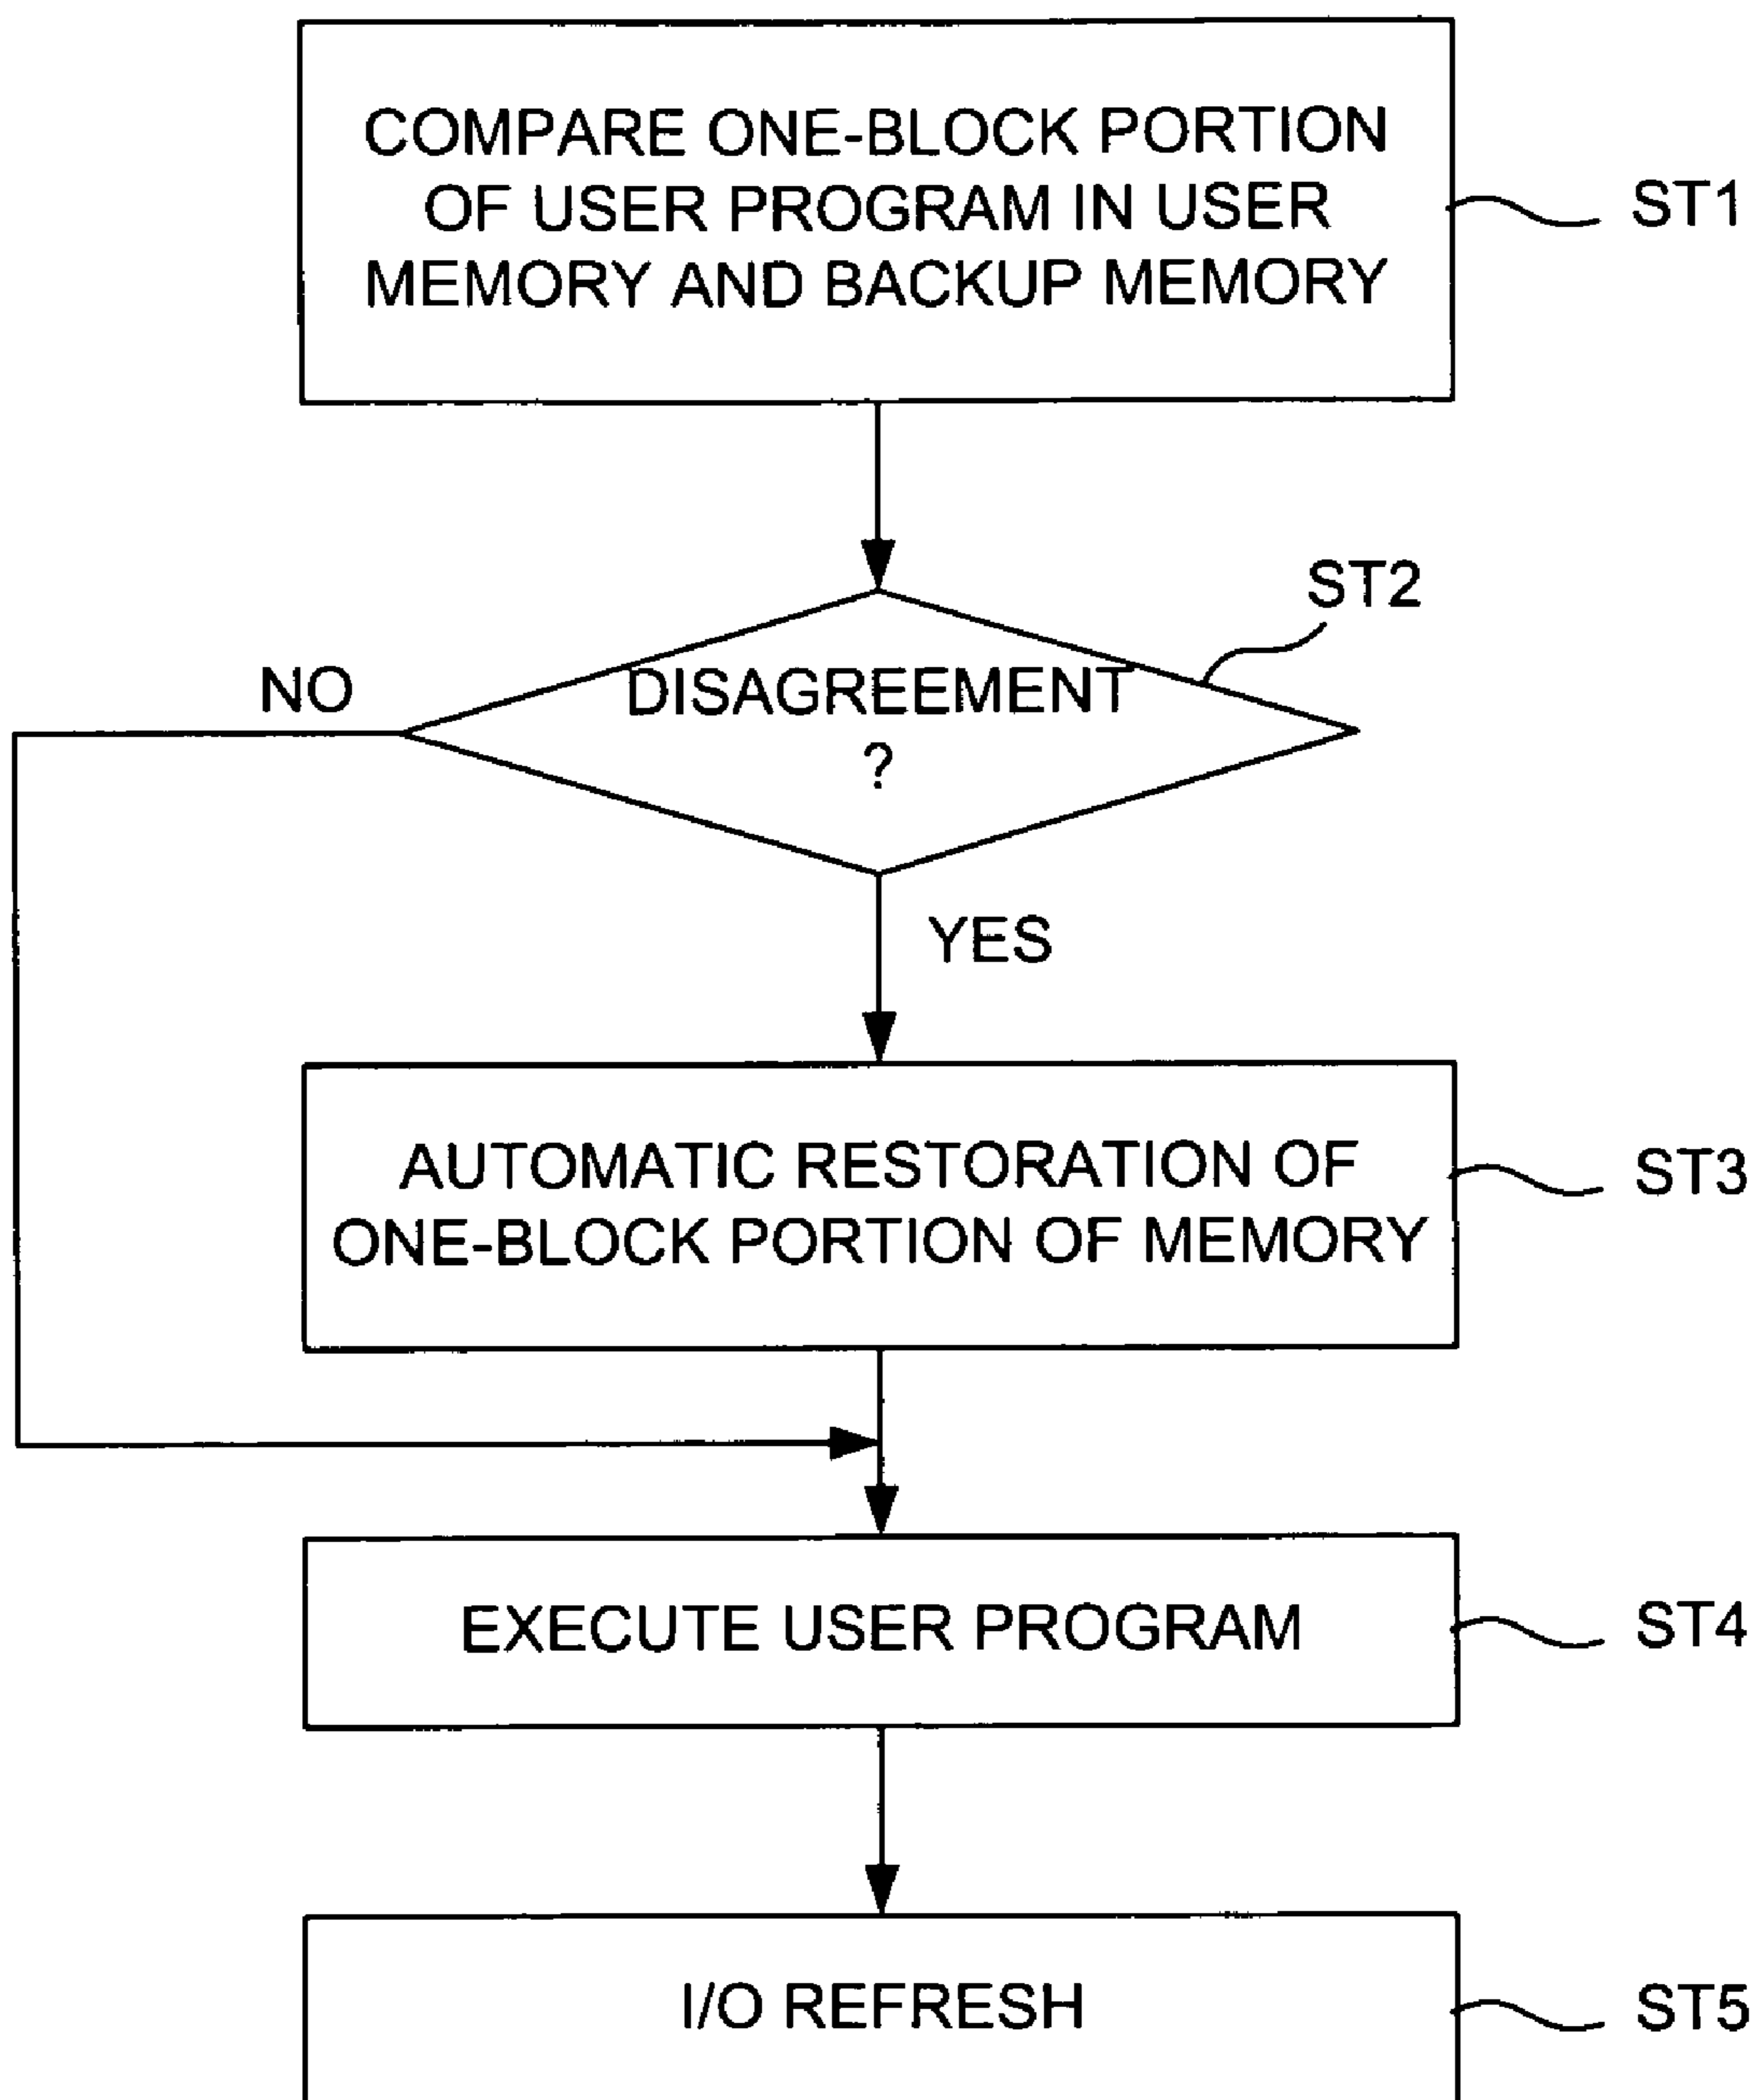 COMPARE ONE-BLOCK PORTION
OF USER PROGRAM IN USER
MEMORY AND BACKUP MEMORY
ST1
ST2
DISAGREEMENT
?
NO
YES
AUTOMATIC RESTORATION OF
ONE-BLOCK PORTION OF MEMORY
ST3
EXECUTE USER PROGRAM
ST4
I/O REFRESH
ST5